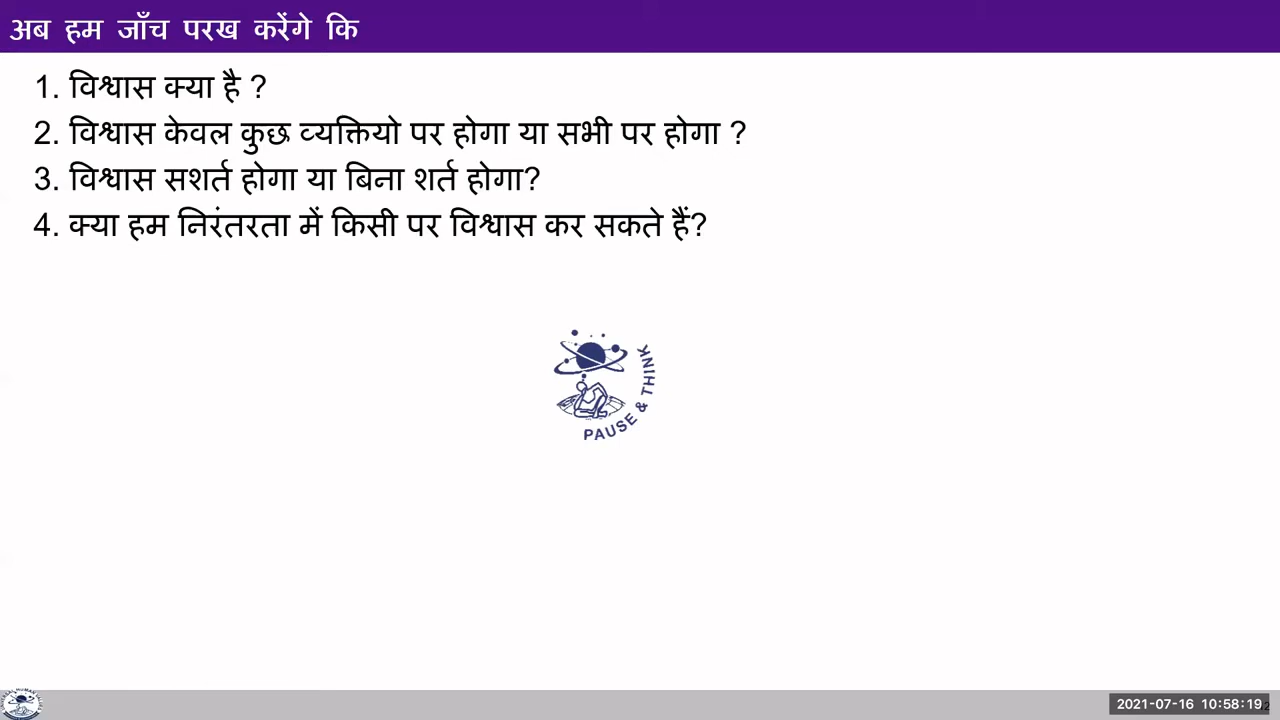 अब हम जाँच परख करेंगे कि
1. विश्वास क्या है ?
2. विश्वास केवल कुछ व्यक्तियो पर होगा या सभी पर होगा ?
3. विश्वास सशर्त होगा या बिना शर्त होगा?
4. क्या हम निरंतरता में किसी पर विश्वास कर सकते हैं?
PAUSE & THINK
2021-07-16 10:58:19